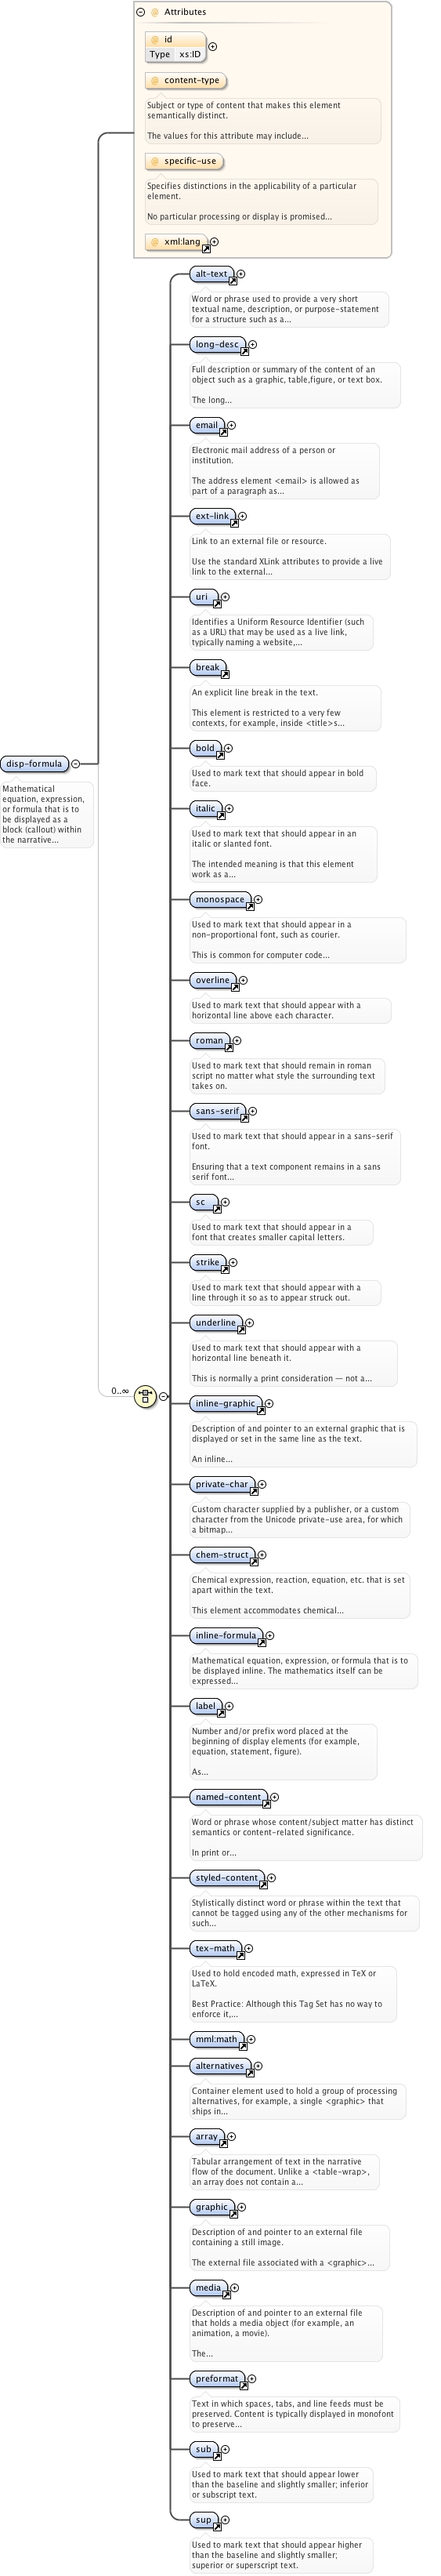 Attributes
id
Type xs:ID
content-type
Subject or type of content that makes this element
semantically distinct.
The values for this attribute may include...
specific-use
Specifies distinctions in the applicability of a particular
element.
No particular processing or display is promised...
xml:lang
alt-text
Word or phrase used to provide a very short
textual name, description, or purpose-statement
for a structure such as a...
long-desc
Full description or summary of the content of an
object such as a graphic, table,figure, or text box.
The long...
email
Electronic mail address of a person or
institution.
The address element <email> is allowed as
part of a paragraph as...
ext-link
Link to an external file or resource.
Use the standard XLink attributes to provide a live
link to the external...
uri
Identifies a Uniform Resource Identifier (such
as a URL) that may be used as a live link,
typically naming a website,...
break
An explicit line break in the text.
This element is restricted to a very few
contexts, for example, inside <title>s...
bold
Used to mark text that should appear in bold
face.
disp-formula
Mathematical
equation, expression,
or formula that is to
be displayed as a
block (callout) within
the narrative...
italic
Used to mark text that should appear in an
italic or slanted font.
The intended meaning is that this element
work as a...
monospace
Used to mark text that should appear in a
non-proportional font, such as courier.
This is common for computer code...
overline
Used to mark text that should appear with a
horizontal line above each character.
roman
Used to mark text that should remain in roman
script no matter what style the surrounding text
takes on.
sans-serif
Used to mark text that should appear in a sans-serif
font.
Ensuring that a text component remains in a sans
serif font...
sc
Used to mark text that should appear in a
font that creates smaller capital letters.
strike
Used to mark text that should appear with a
line through it so as to appear struck out.
underline
Used to mark text that should appear with a
horizontal line beneath it.
This is normally a print consideration — not a...
0..∞
inline-graphic
Description of and pointer to an external graphic that is
displayed or set in the same line as the text.
An inline...
private-char
Custom character supplied by a publisher, or a custom
character from the Unicode private-use area, for which
a bitmap...
chem-struct
Chemical expression, reaction, equation, etc. that is set
apart within the text.
This element accommodates chemical...
inline-formula
Mathematical equation, expression, or formula that is to
be displayed inline. The mathematics itself can be
expressed...
label
Number and/or prefix word placed at the
beginning of display elements (for example,
equation, statement, figure).
As...
named-content
Word or phrase whose content/subject matter has distinct
semantics or content-related significance.
In print or...
styled-content
Stylistically distinct word or phrase within the text that
cannot be tagged using any of the other mechanisms for
such...
tex-math
Used to hold encoded math, expressed in TeX or
LaTeX.
Best Practice: Although this Tag Set has no way to
enforce it,...
mml:math
alternatives
Container element used to hold a group of processing
alternatives, for example, a single <graphic> that
ships in...
array
Tabular arrangement of text in the narrative
flow of the document. Unlike a <table-wrap>,
an array does not contain a...
graphic
Description of and pointer to an external file
containing a still image.
The external file associated with a <graphic>...
media
Description of and pointer to an external file
that holds a media object (for example, an
animation, a movie).
The...
preformat
Text in which spaces, tabs, and line feeds must be
preserved. Content is typically displayed in monofont
to preserve...
sub
Used to mark text that should appear lower
than the baseline and slightly smaller; inferior
or subscript text.
sup
Used to mark text that should appear higher
than the baseline and slightly smaller;
superior or superscript text.